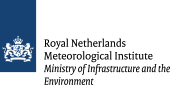 Royal Netherlands
Meteorological Institute
Ministry of Infrastructure and the
Environment